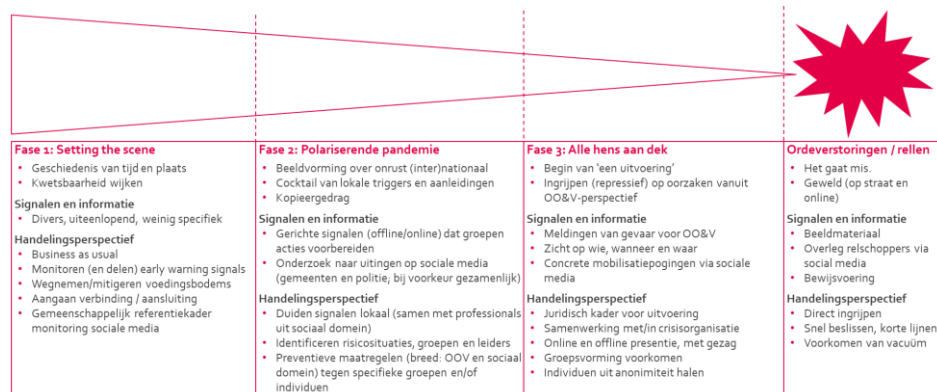 Fase 1: Setting the scene
• Geschiedenis van tijd en plaats
• Kwetsbaarheid wijken
Signalen en informatie
• Divers, uiteenlopend, weinig specifiek
Handelingsperspectief
• Business as usual
• Monitoren (en delen) early warning signals
• Wegnemen/mitigeren voedingsbodems
• Aangaan verbinding / aansluiting
• Gemeenschappelijk referentiekader
monitoring sociale media
Fase 2: Polariserende pandemie
• Beeldvorming over onrust (inter)nationaal
• Cocktail van lokale triggers en aanleidingen
• Kopieergedrag
Signalen en informatie
• Gerichte signalen (offline/online) dat groepen
acties voorbereiden
• Onderzoek naar uitingen op sociale media
(gemeenten en politie; bij voorkeur gezamenlijk)
Handelingsperspectief
• Duiden signalen lokaal (samen met professionals
uit sociaal domein)
• Identificeren risicosituaties, groepen en leiders
• Preventieve maatregelen (breed: OOV en sociaal
domein) tegen specifieke groepen en/of
individuen
Fase 3: Alle hens aan dek
• Begin van ‘een uitvoering’
• Ingrijpen (repressief) op oorzaken vanuit
OO&V-perspectief
Signalen en informatie
• Meldingen van gevaar voor OO&V
• Zicht op wie, wanneer en waar
• Concrete mobilisatiepogingen via sociale
media
Handelingsperspectief
• Juridisch kader voor uitvoering
• Samenwerking met/in crisisorganisatie
• Online en offline presentie, met gezag
• Groepsvorming voorkomen
• Individuen uit anonimiteit halen
Ordeverstoringen / rellen
• Het gaat mis.
• Geweld (op straat en
online)
Signalen en informatie
• Beeldmateriaal
• Overleg relschoppers via
social media
• Bewijsvoering
Handelingsperspectief
• Direct ingrijpen
• Snel beslissen, korte lijnen
• Voorkomen van vacuüm